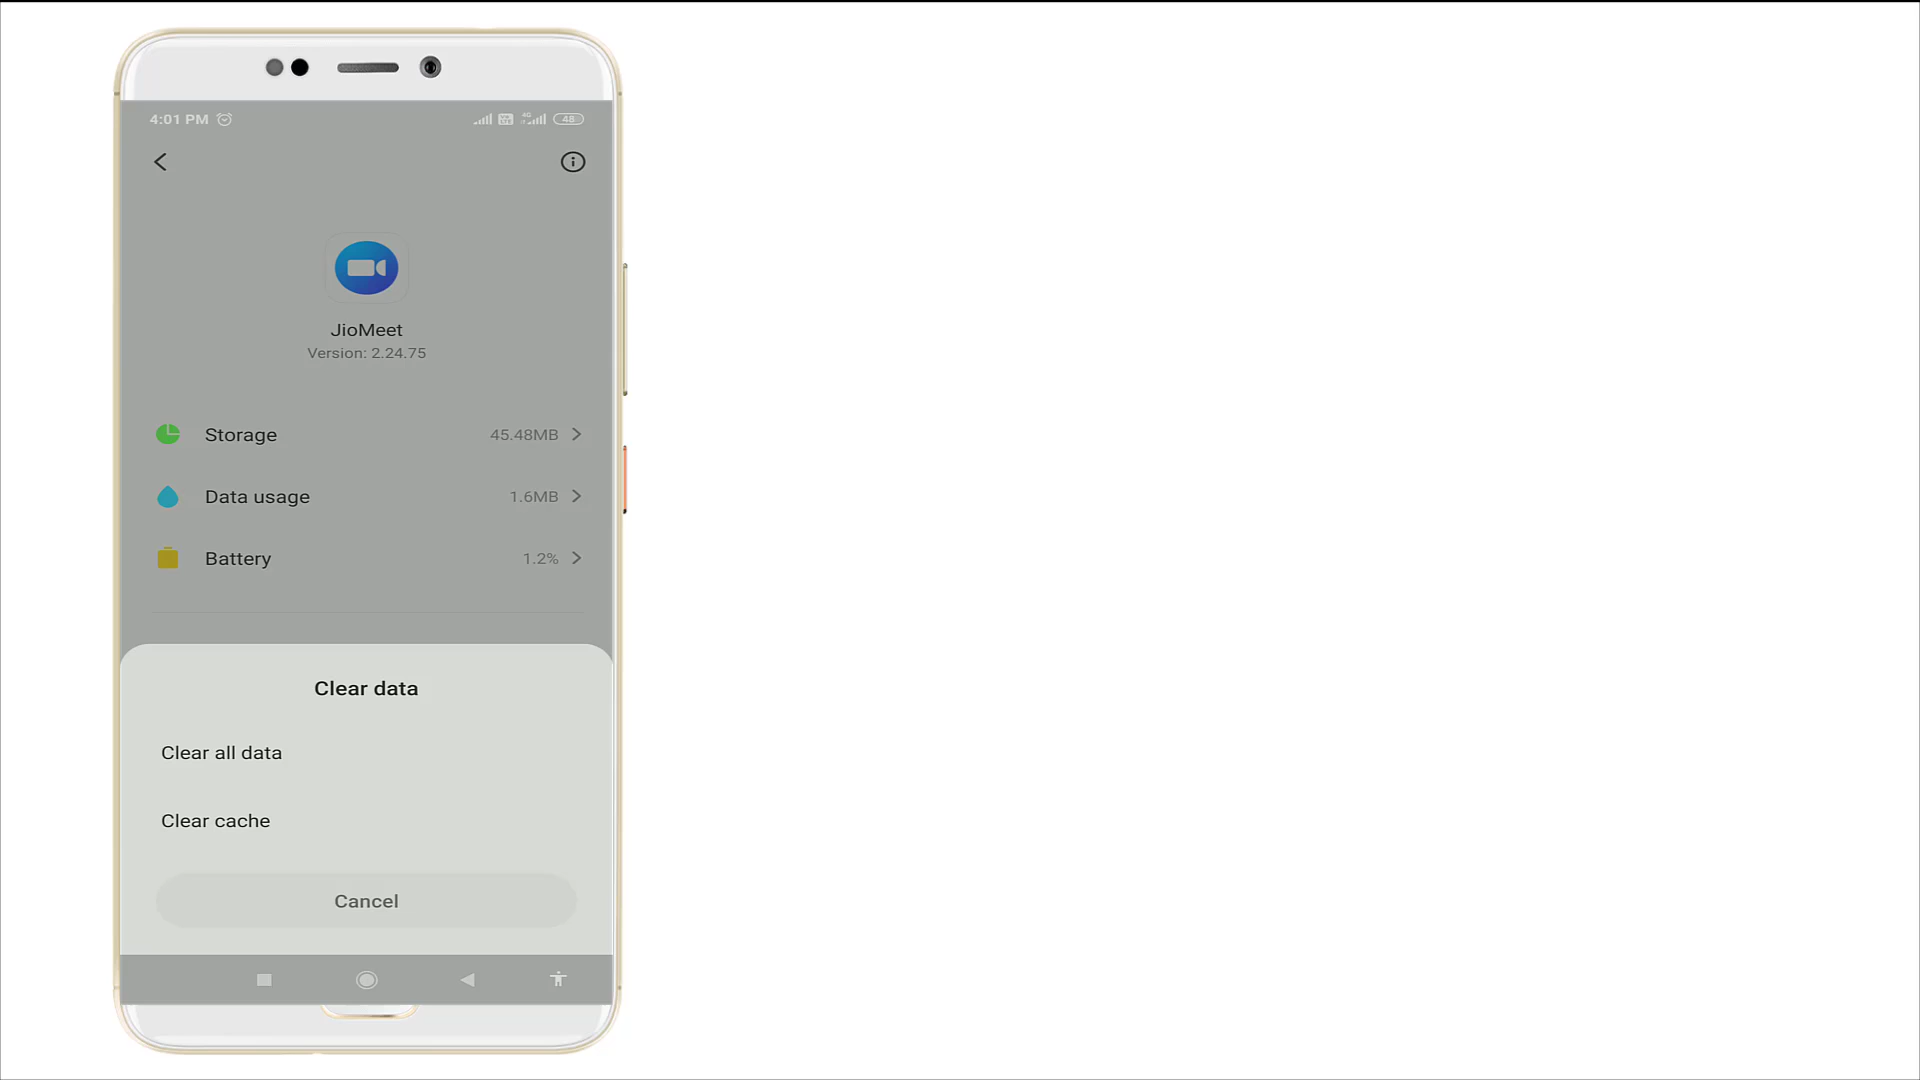 4:01 PM
48
JioMeet
Version: 2.24.75
Storage 45.48MB
Data usage 1.6MB
Battery 1.2%
Clear data
Clear all data
Clear cache
Cancel